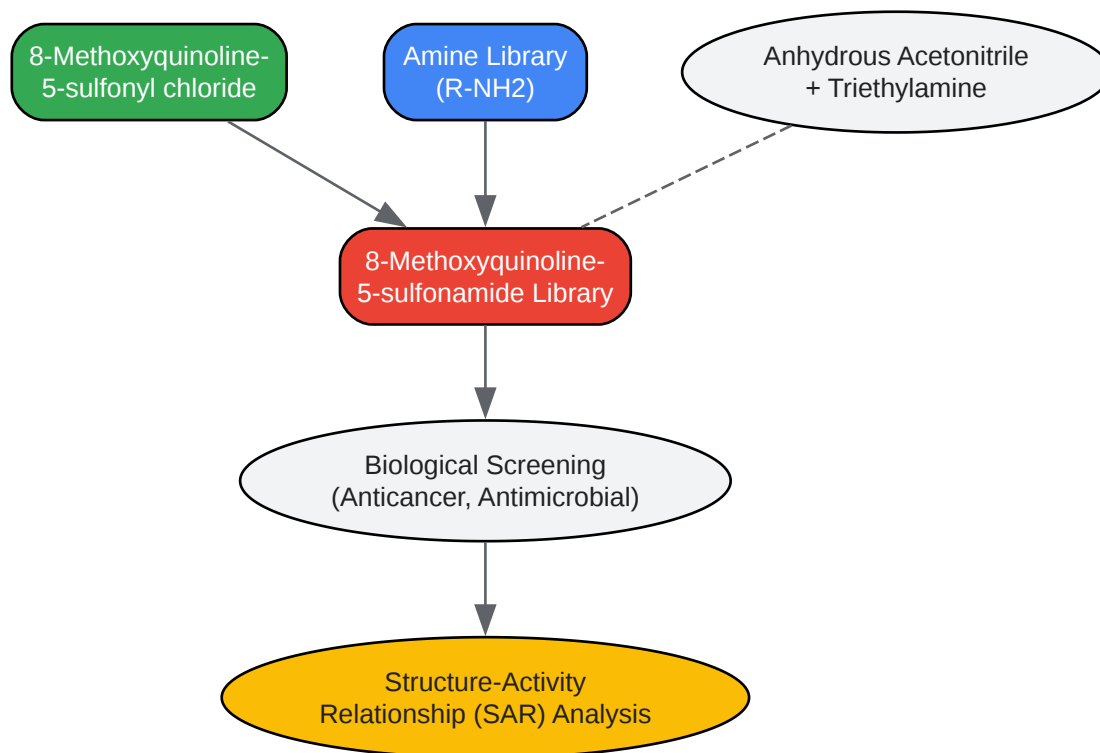 8-Methoxyquinoline-
5-sulfonyl chloride
Amine Library
(R-NH2)
Anhydrous Acetonitrile
+ Triethylamine
8-Methoxyquinoline-
5-sulfonamide Library
Biological Screening
(Anticancer, Antimicrobial)
Structure-Activity
Relationship (SAR) Analysis